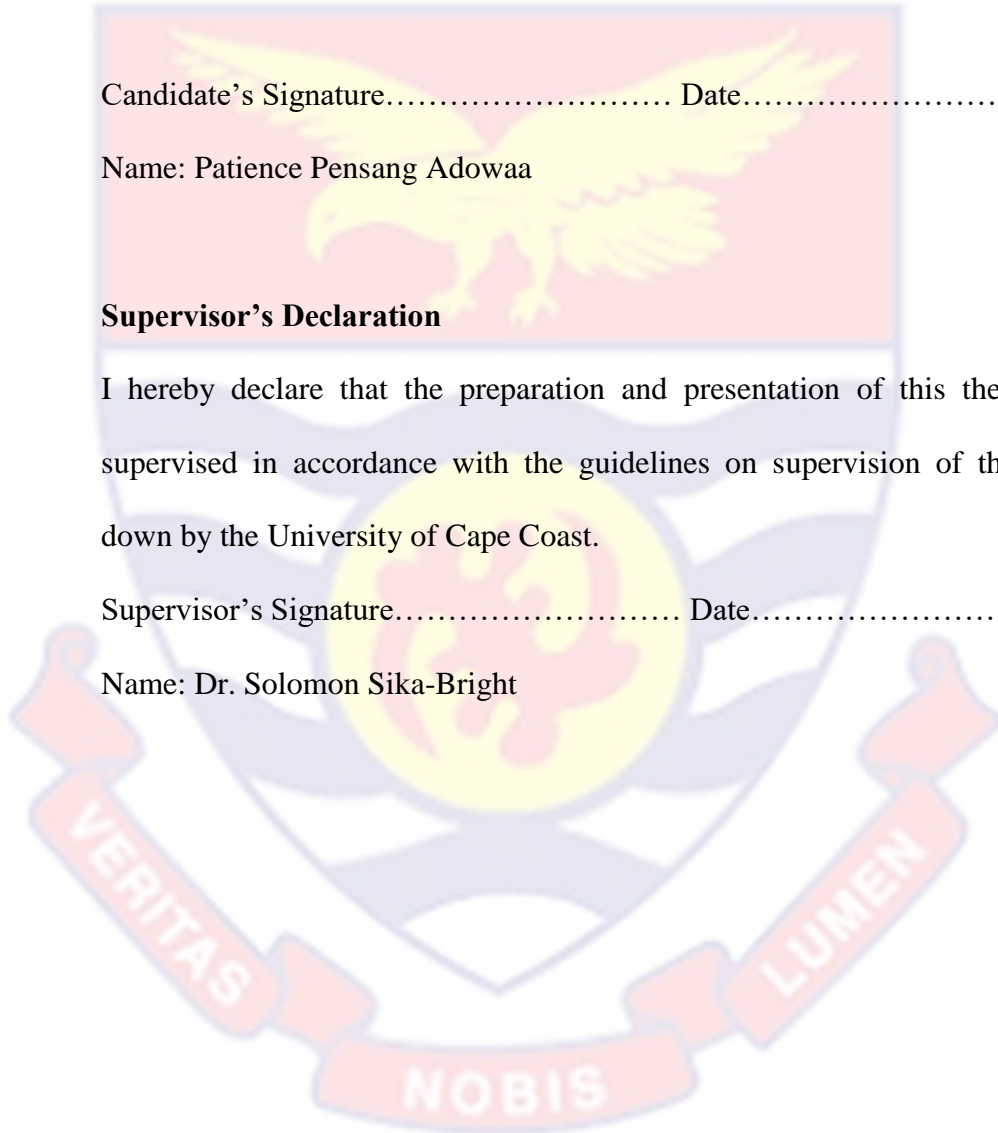 Candidate’s Signature……………………… Date……………………
Name: Patience Pensang Adowaa
Supervisor’s Declaration
I hereby declare that the preparation and presentation of this
supervised in accordance with the guidelines on supervision of
down by the University of Cape Coast.
Supervisor’s Signature……………………… Date……………………
Name: Dr. Solomon Sika-Bright
VERITAS
NOBIS
LUMEN